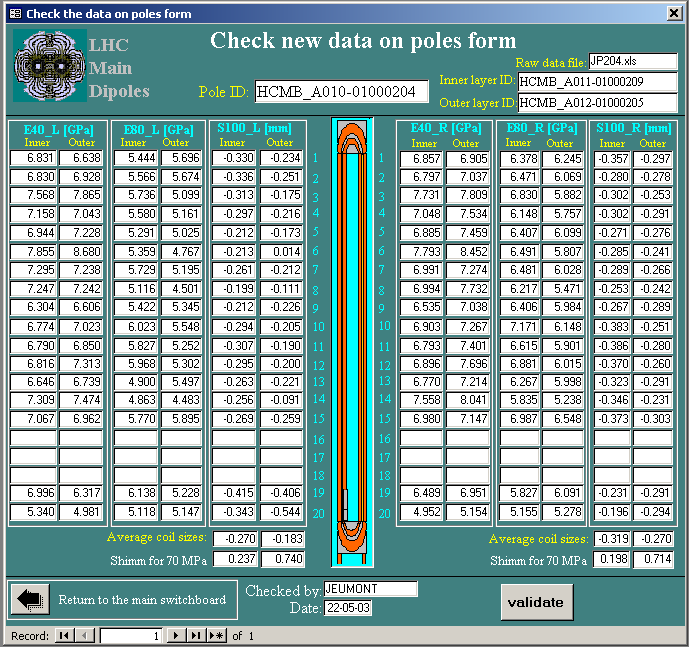 Check the data on poles form
LHC Main Dipoles
Check new data on poles form
Raw data file: JP204.xls
Pole ID: HCMB_A010-01000204
Inner layer ID: HCMB_A011-01000209
Outer layer ID: HCMB_A012-01000205
E40_L [GPa] E80_L [GPa] S100_L [mm] E40_R [GPa] E80_R [GPa] S100_R [mm]
Inner Outer Inner Outer Inner Outer Inner Outer Inner Outer Inner Outer
6.831 6.638 5.444 5.696 -0.330 -0.234 1 1 6.857 6.905 6.378 6.245 -0.357 -0.297
6.830 6.928 5.566 5.674 -0.336 -0.251 2 2 6.797 7.037 6.471 6.069 -0.280 -0.278
7.568 7.865 5.736 5.099 -0.313 -0.175 3 3 7.731 7.809 6.830 5.882 -0.302 -0.253
7.158 7.043 5.580 5.161 -0.297 -0.216 4 4 7.048 7.534 6.148 5.757 -0.302 -0.291
6.944 7.228 5.291 5.025 -0.212 -0.173 5 5 6.885 7.459 6.407 6.099 -0.271 -0.276
7.855 8.680 5.359 4.767 -0.213 0.014 6 6 7.793 8.452 6.491 5.807 -0.285 -0.241
7.295 7.238 5.729 5.195 -0.261 -0.212 7 7 6.991 7.274 6.481 6.028 -0.289 -0.266
7.247 7.242 5.116 4.501 -0.199 -0.111 8 8 6.994 7.732 6.217 5.471 -0.253 -0.242
6.304 6.606 5.422 5.345 -0.212 -0.226 9 9 6.535 7.038 6.406 5.984 -0.267 -0.289
6.774 7.023 6.023 5.548 -0.294 -0.205 10 10 6.903 7.267 7.171 6.148 -0.383 -0.251
6.790 6.850 5.827 5.252 -0.307 -0.190 11 11 6.793 7.401 6.615 5.901 -0.386 -0.280
6.816 7.313 5.968 5.302 -0.295 -0.200 12 12 6.896 7.696 6.881 6.015 -0.370 -0.260
6.646 6.739 4.900 5.497 -0.263 -0.221 13 13 6.770 7.214 6.267 5.998 -0.323 -0.291
7.309 7.474 4.863 4.483 -0.256 -0.091 14 14 7.558 8.041 5.835 5.238 -0.346 -0.231
7.067 6.962 5.770 5.895 -0.269 -0.259 15 15 6.980 7.147 6.987 6.548 -0.373 -0.303
16 16
17 17
18 18
6.996 6.317 6.138 5.228 -0.415 -0.406 19 19 6.489 6.951 5.827 6.091 -0.231 -0.291
5.340 4.981 5.118 5.147 -0.343 -0.544 20 20 4.952 5.154 5.155 5.278 -0.196 -0.294
Average coil sizes: -0.270 -0.183 Average coil sizes: -0.319 -0.270
Shimm for 70 MPa 0.237 0.740 Shimm for 70 MPa 0.198 0.714
Return to the main switchboard
Checked by: JEUMONT
Date: 22-05-03
validate
Record: 1 of 1